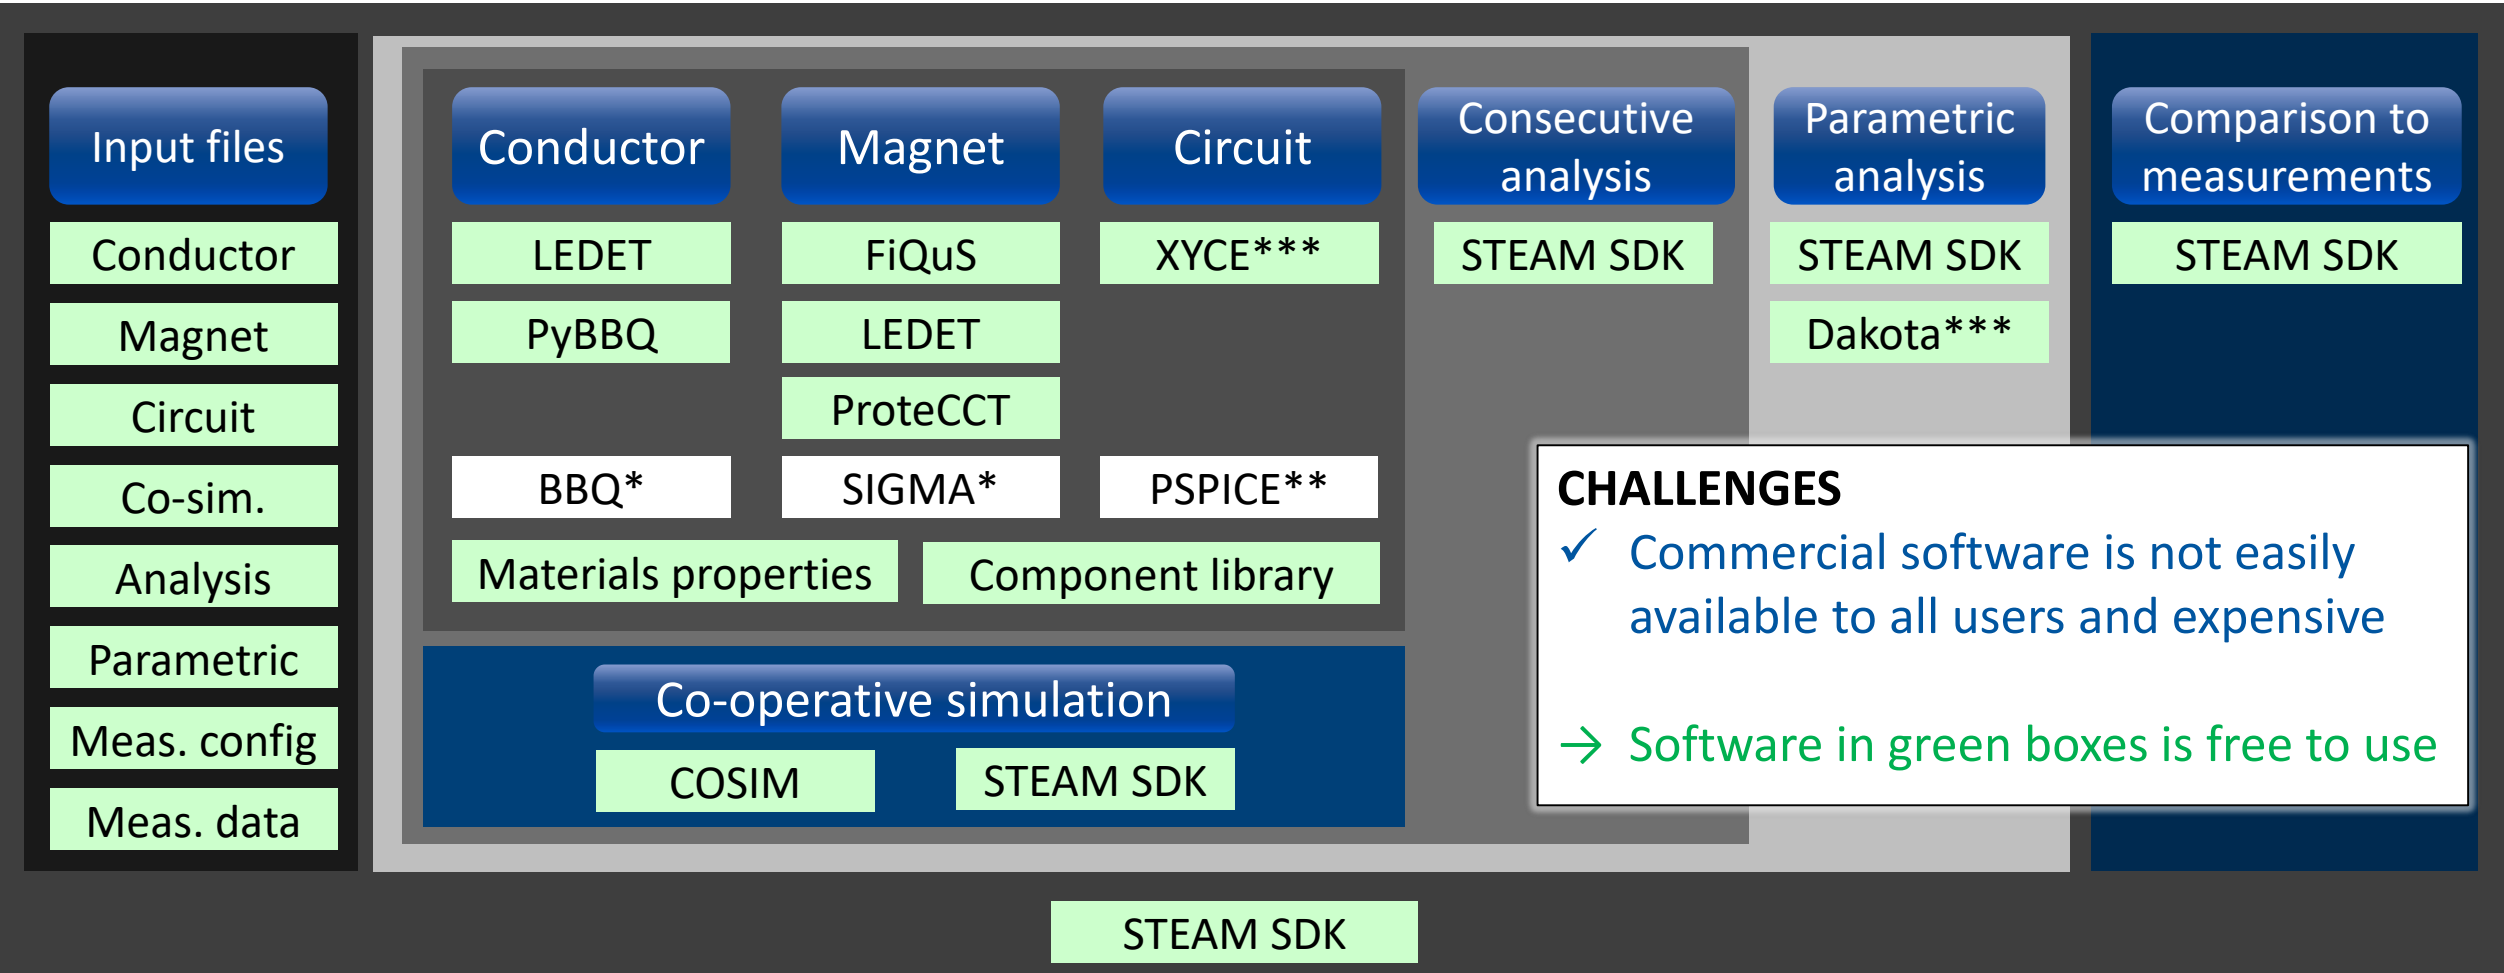 Input files
Conductor
Magnet
Circuit
Co-sim.
Analysis
Parametric
Meas. config
Meas. data
Conductor
LEDET
PyBBQ
BBQ*
Magnet
FiQuS
LEDET
ProteCCT
SIGMA*
Circuit
XYCE***
PSPICE**
Materials properties
Component library
Co-operative simulation
COSIM
STEAM SDK
Consecutive
analysis
STEAM SDK
Parametric
analysis
STEAM SDK
Dakota***
Comparison to
measurements
STEAM SDK
CHALLENGES
✓ Commercial software is not easily
available to all users and expensive
→ Software in green boxes is free to use
STEAM SDK